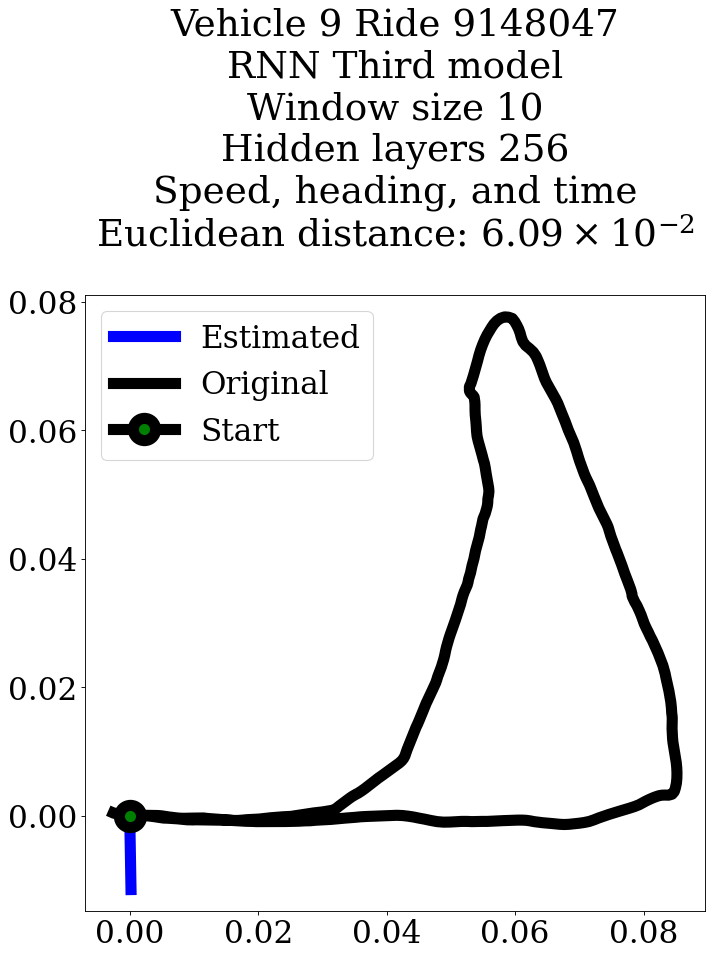 Vehicle 9 Ride 9148047
RNN Third model
Window size 10
Hidden layers 256
Speed, heading, and time
Euclidean distance: 6.09 × 10⁻²
0.08
0.06
0.04
0.02
0.00
Estimated
Original
Start
0.00 0.02 0.04 0.06 0.08